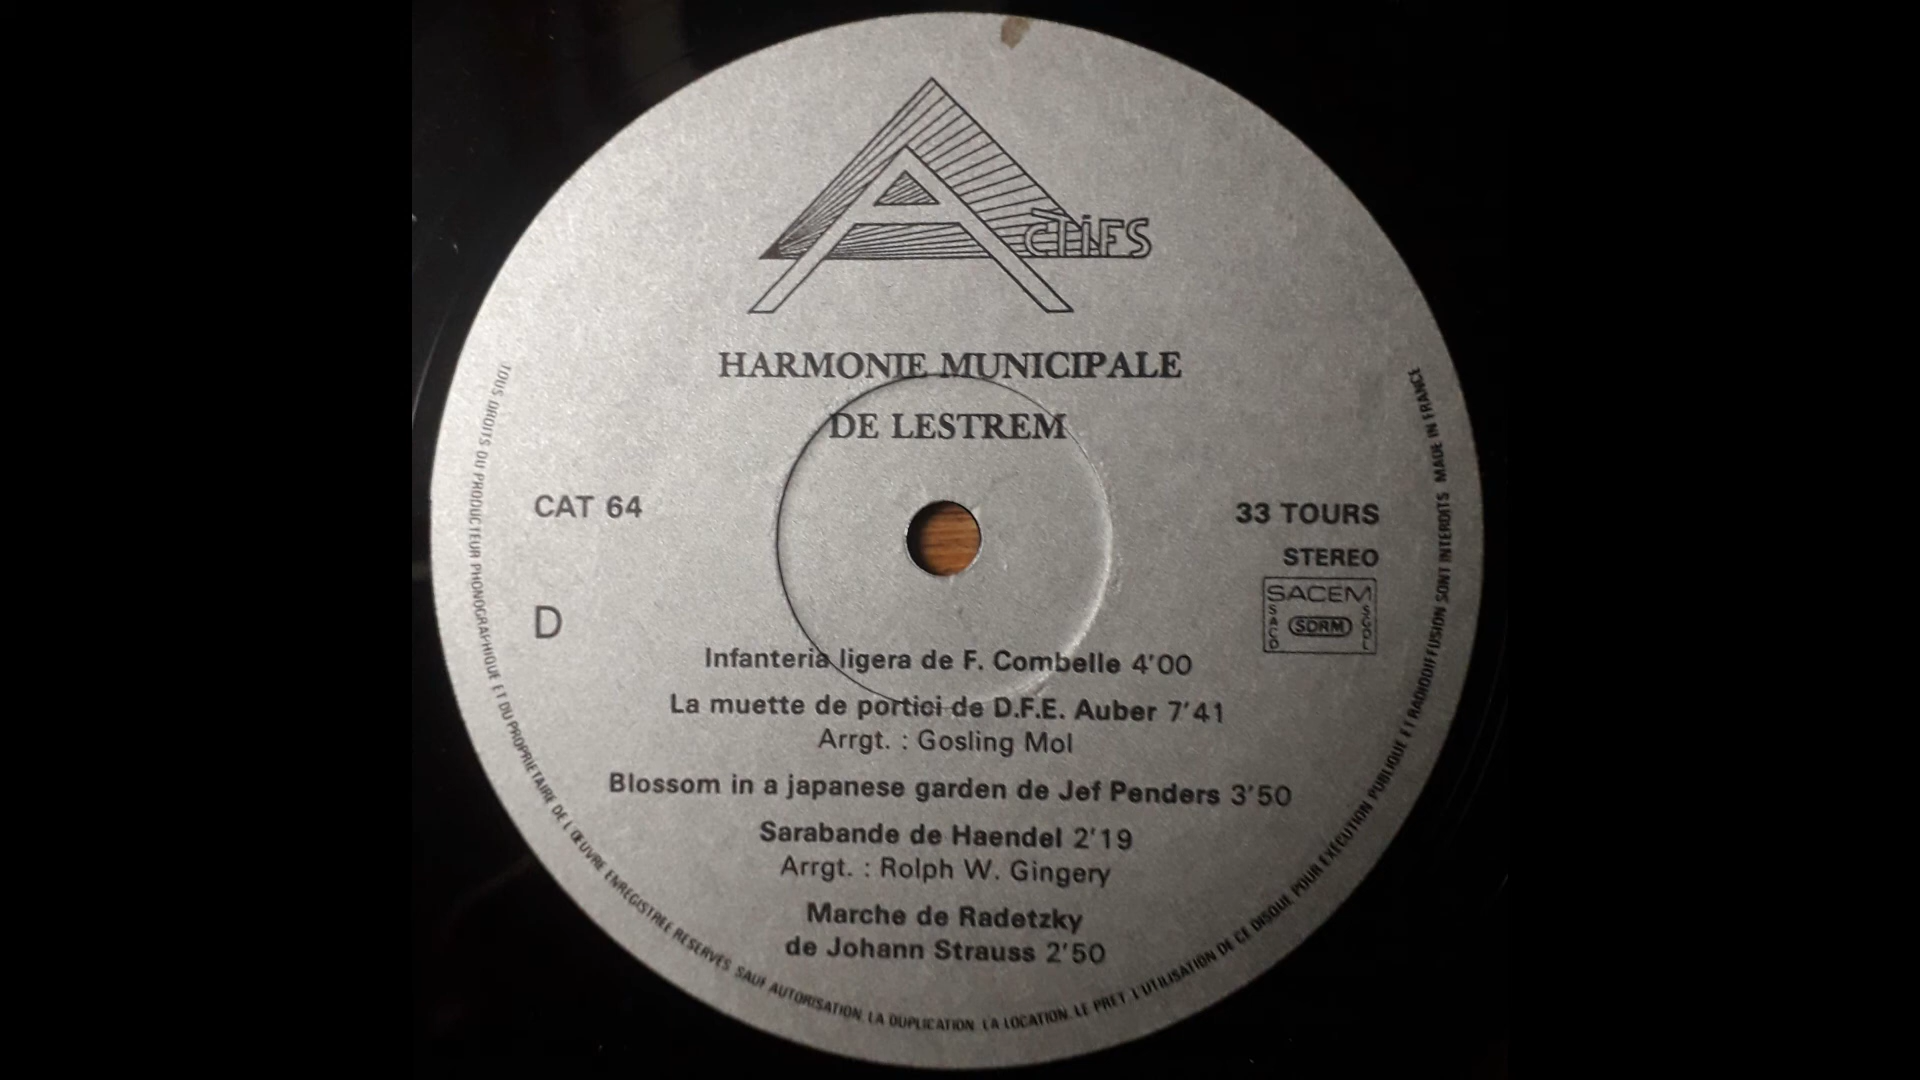 ACTIFS
HARMONIE MUNICIPALE
DE LESTREM
CAT 64
33 TOURS
STEREO
SACEM
SACD
SDRM
SGDL
D
Infanteria ligera de F. Combelle 4'00
La muette de portici de D.F.E. Auber 7'41
Arrgt. : Gosling Mol
Blossom in a japanese garden de Jef Penders 3'50
Sarabande de Haendel 2'19
Arrgt. : Rolph W. Gingery
Marche de Radetzky
de Johann Strauss 2'50
TOUS DROITS DU PRODUCTEUR PHONOGRAPHIQUE ET DU PROPRIETAIRE DE L'ŒUVRE ENREGISTREE RESERVES SAUF AUTORISATION. LA DUPLICATION. LA LOCATION. LE PRET. L'UTILISATION DE CE DISQUE POUR EXECUTION PUBLIQUE ET RADIODIFFUSION SONT INTERDITS MADE IN FRANCE